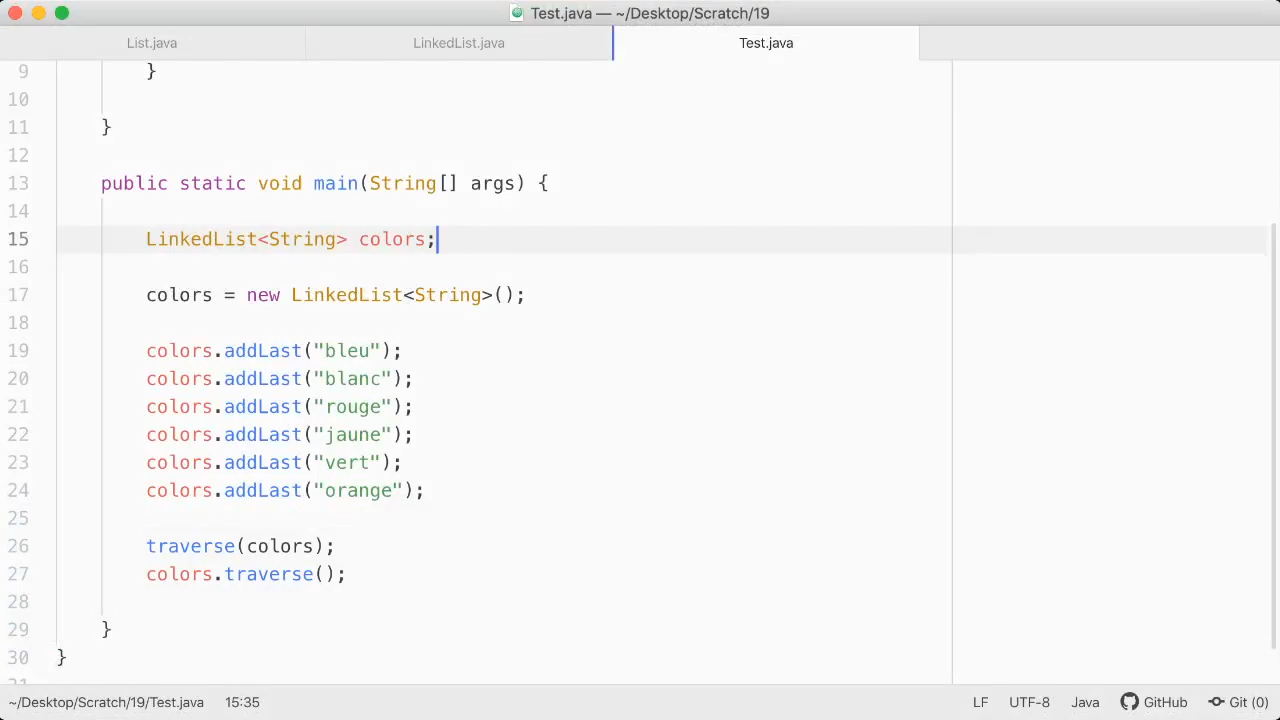 Test.java — ~/Desktop/Scratch/19
List.java LinkedList.java Test.java
9 }
10
11 }
12
13 public static void main(String[] args) {
14
15 LinkedList<String> colors;
16
17 colors = new LinkedList<String>();
18
19 colors.addLast("bleu");
20 colors.addLast("blanc");
21 colors.addLast("rouge");
22 colors.addLast("jaune");
23 colors.addLast("vert");
24 colors.addLast("orange");
25
26 traverse(colors);
27 colors.traverse();
28
29 }
30 }
31
~/Desktop/Scratch/19/Test.java 15:35 LF UTF-8 Java GitHub Git (0)